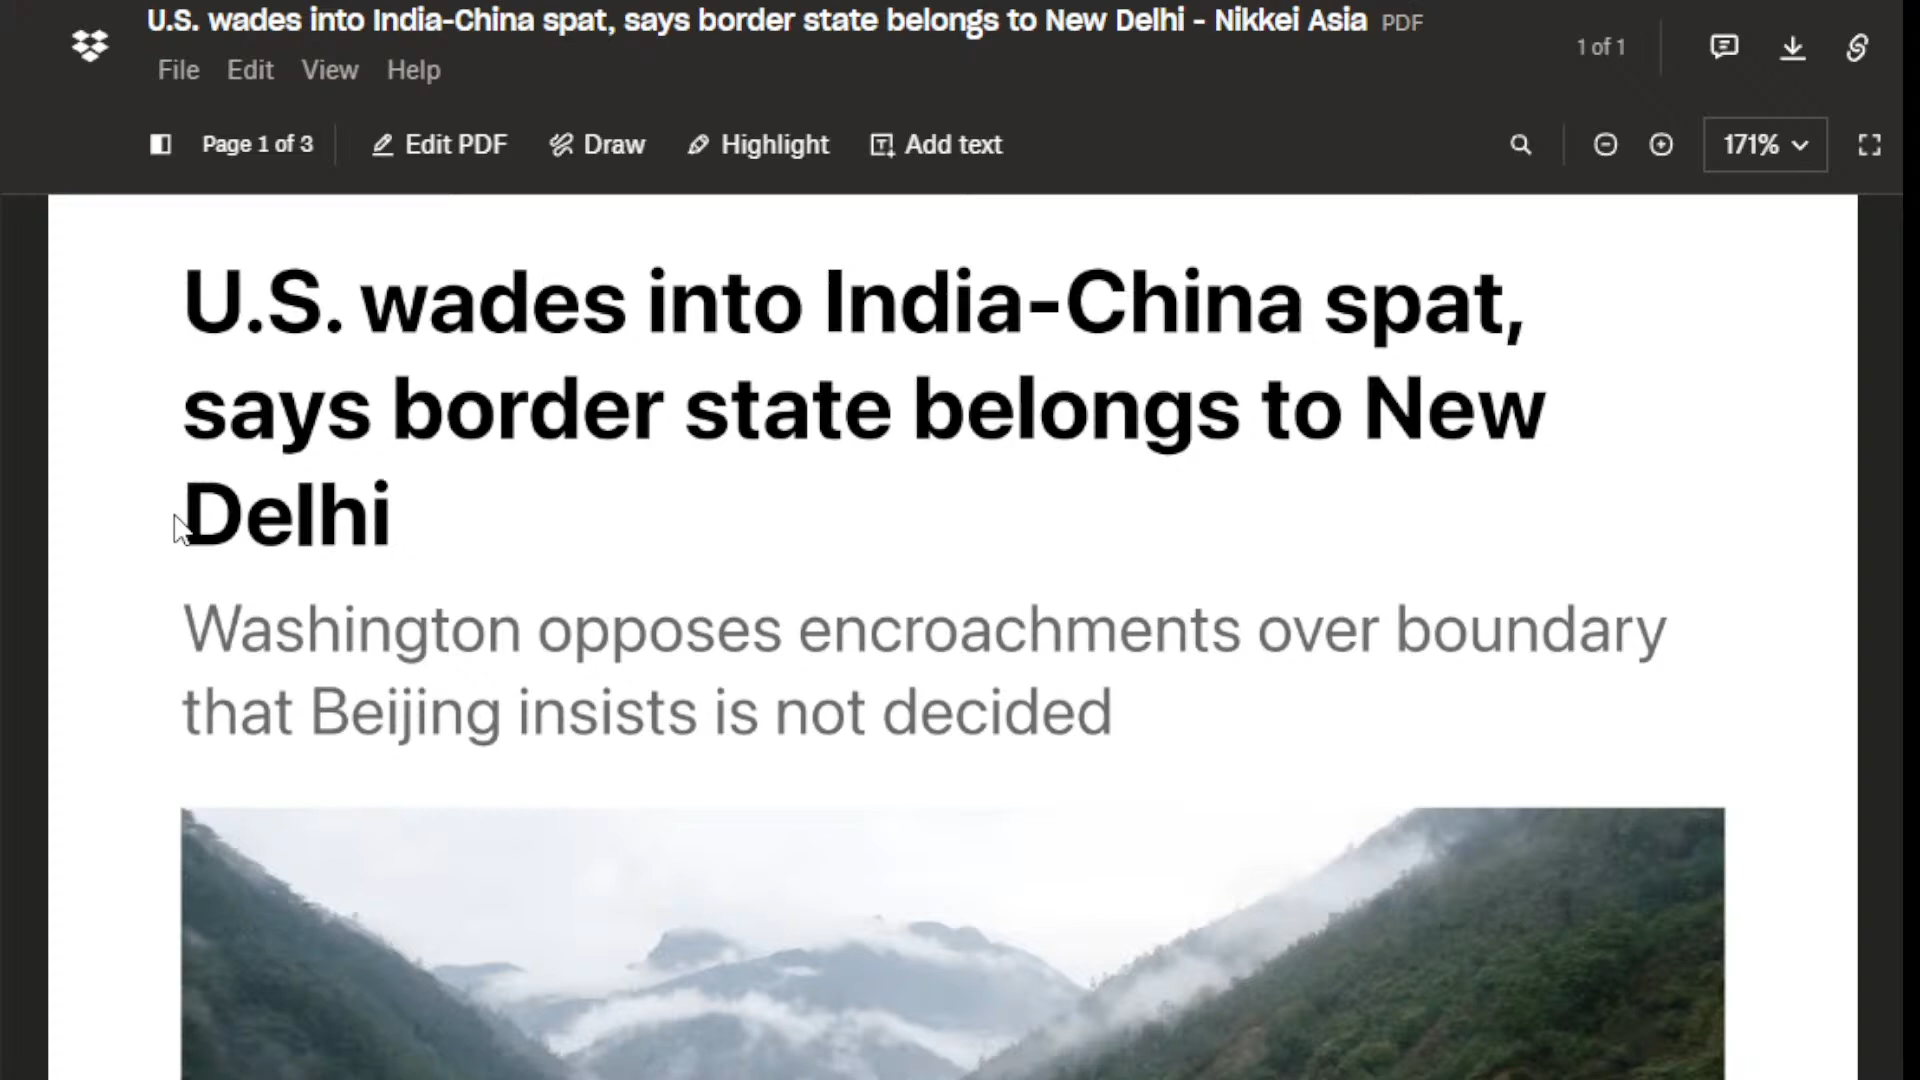 U.S. wades into India-China spat, says border state belongs to New Delhi - Nikkei Asia PDF
File Edit View Help
1 of 1
Page 1 of 3 Edit PDF Draw Highlight Add text 171%
U.S. wades into India-China spat,
says border state belongs to New
Delhi
Washington opposes encroachments over boundary
that Beijing insists is not decided